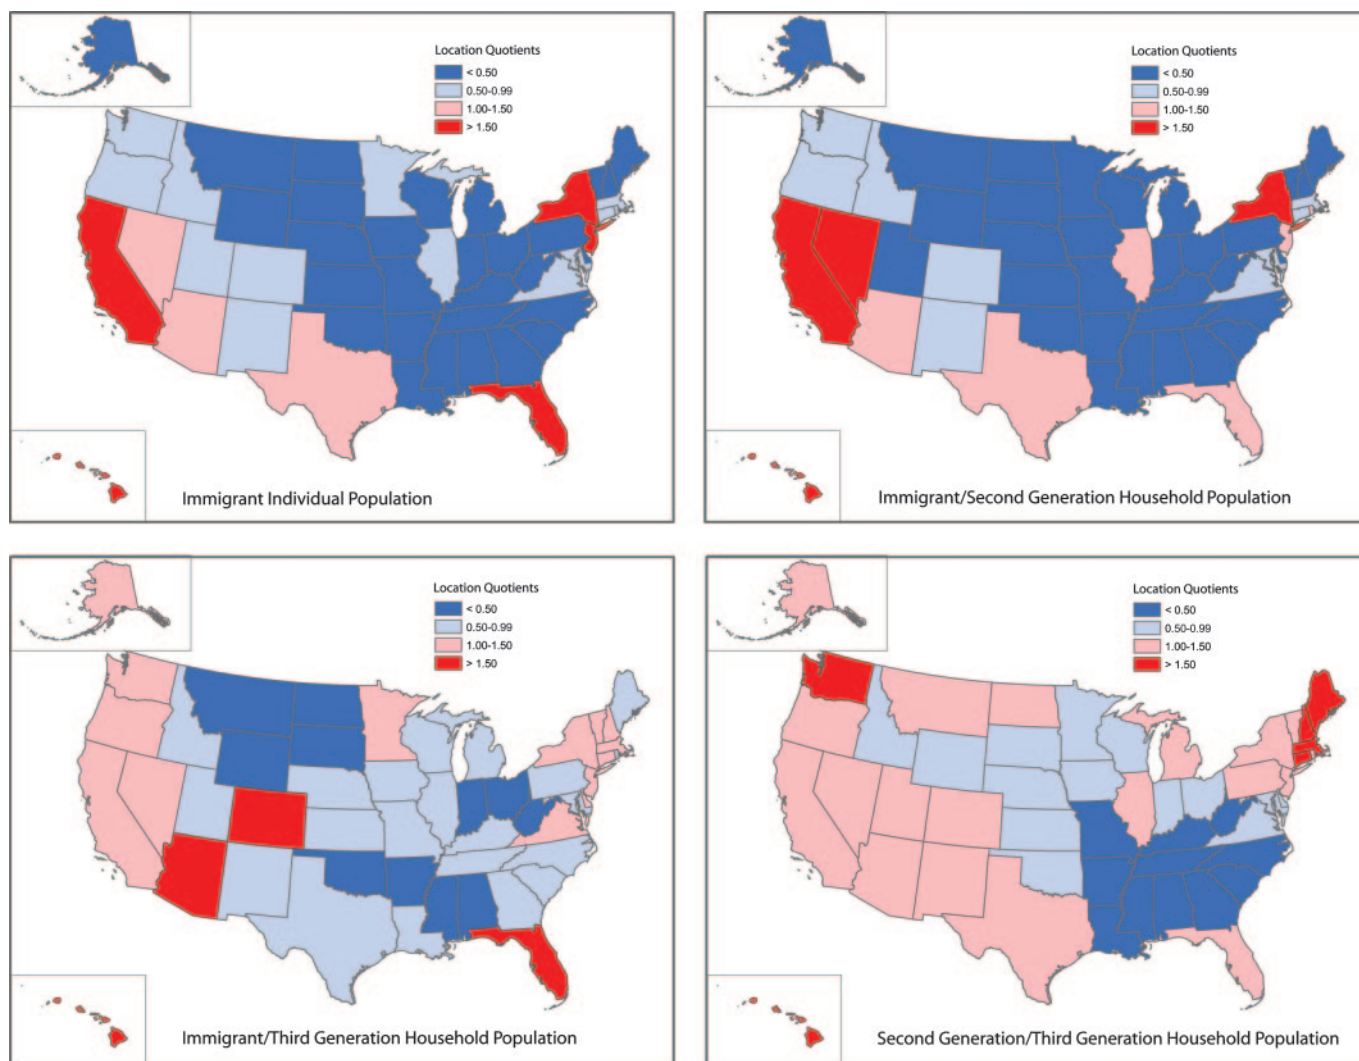 Location Quotients
< 0.50
0.50-0.99
1.00-1.50
> 1.50
Immigrant Individual Population
Location Quotients
< 0.50
0.50-0.99
1.00-1.50
> 1.50
Immigrant/Second Generation Household Population
Location Quotients
< 0.50
0.50-0.99
1.00-1.50
> 1.50
Immigrant/Third Generation Household Population
Location Quotients
< 0.50
0.50-0.99
1.00-1.50
> 1.50
Second Generation/Third Generation Household Population